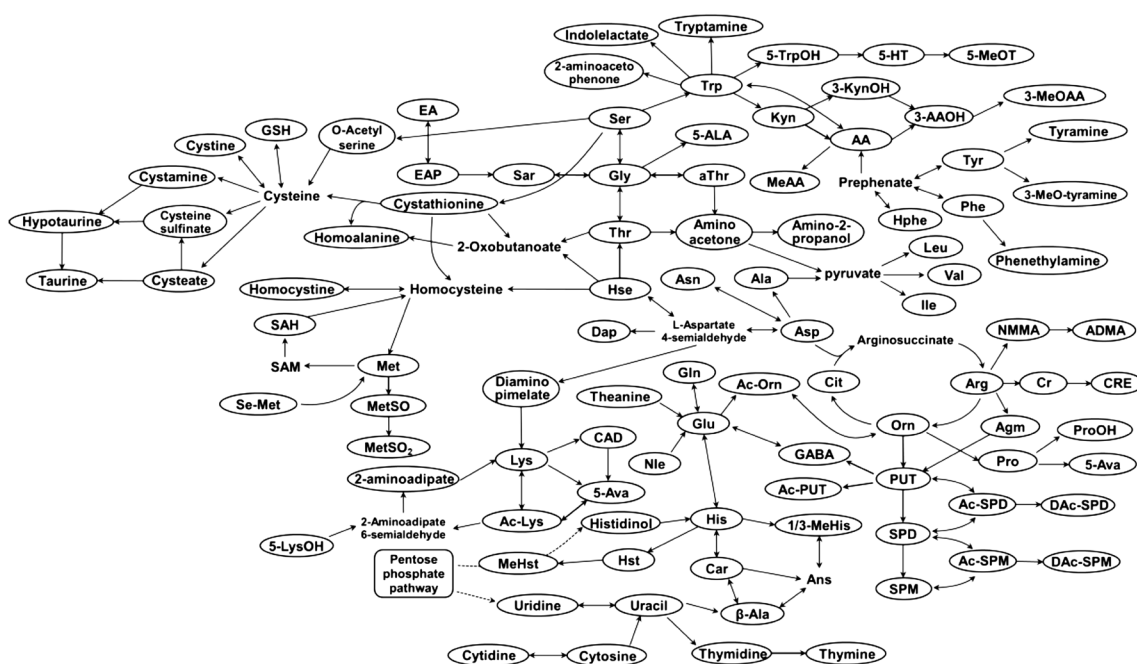 Tryptamine
Indolelactate
2-aminoaceto
phenone
5-TrpOH
5-HT
5-MeOT
Trp
3-KynOH
3-MeOAA
EA
Ser
Kyn
3-AAOH
GSH
O-Acetyl
serine
5-ALA
AA
Tyramine
Cystine
Tyr
Cystamine
EAP
Sar
Gly
aThr
MeAA
Prephenate
3-MeO-tyramine
Cysteine
Cystathionine
Phe
Hphe
Hypotaurine
Cysteine
sulfinate
Homoalanine
2-Oxobutanoate
Thr
Amino
acetone
Amino-2-
propanol
Leu
Phenethylamine
Taurine
Cysteate
pyruvate
Val
Homocystine
Homocysteine
Hse
Asn
Ala
Ile
SAH
Dap
L-Aspartate
4-semialdehyde
Asp
Arginosuccinate
NMMA
ADMA
SAM
Met
Diamino
pimelate
Gln
Ac-Orn
Cit
Arg
Cr
CRE
Se-Met
MetSO
Theanine
Glu
Orn
Agm
ProOH
MetSO2
CAD
Nle
GABA
Pro
5-Ava
Lys
2-aminoadipate
5-Ava
Ac-PUT
PUT
Ac-SPD
DAc-SPD
2-Aminoadipate
6-semialdehyde
Ac-Lys
Histidinol
His
1/3-MeHis
SPD
5-LysOH
Pentose
phosphate
pathway
MeHst
Hst
Car
Ans
Ac-SPM
DAc-SPM
SPM
Uridine
Uracil
β-Ala
Cytidine
Cytosine
Thymidine
Thymine